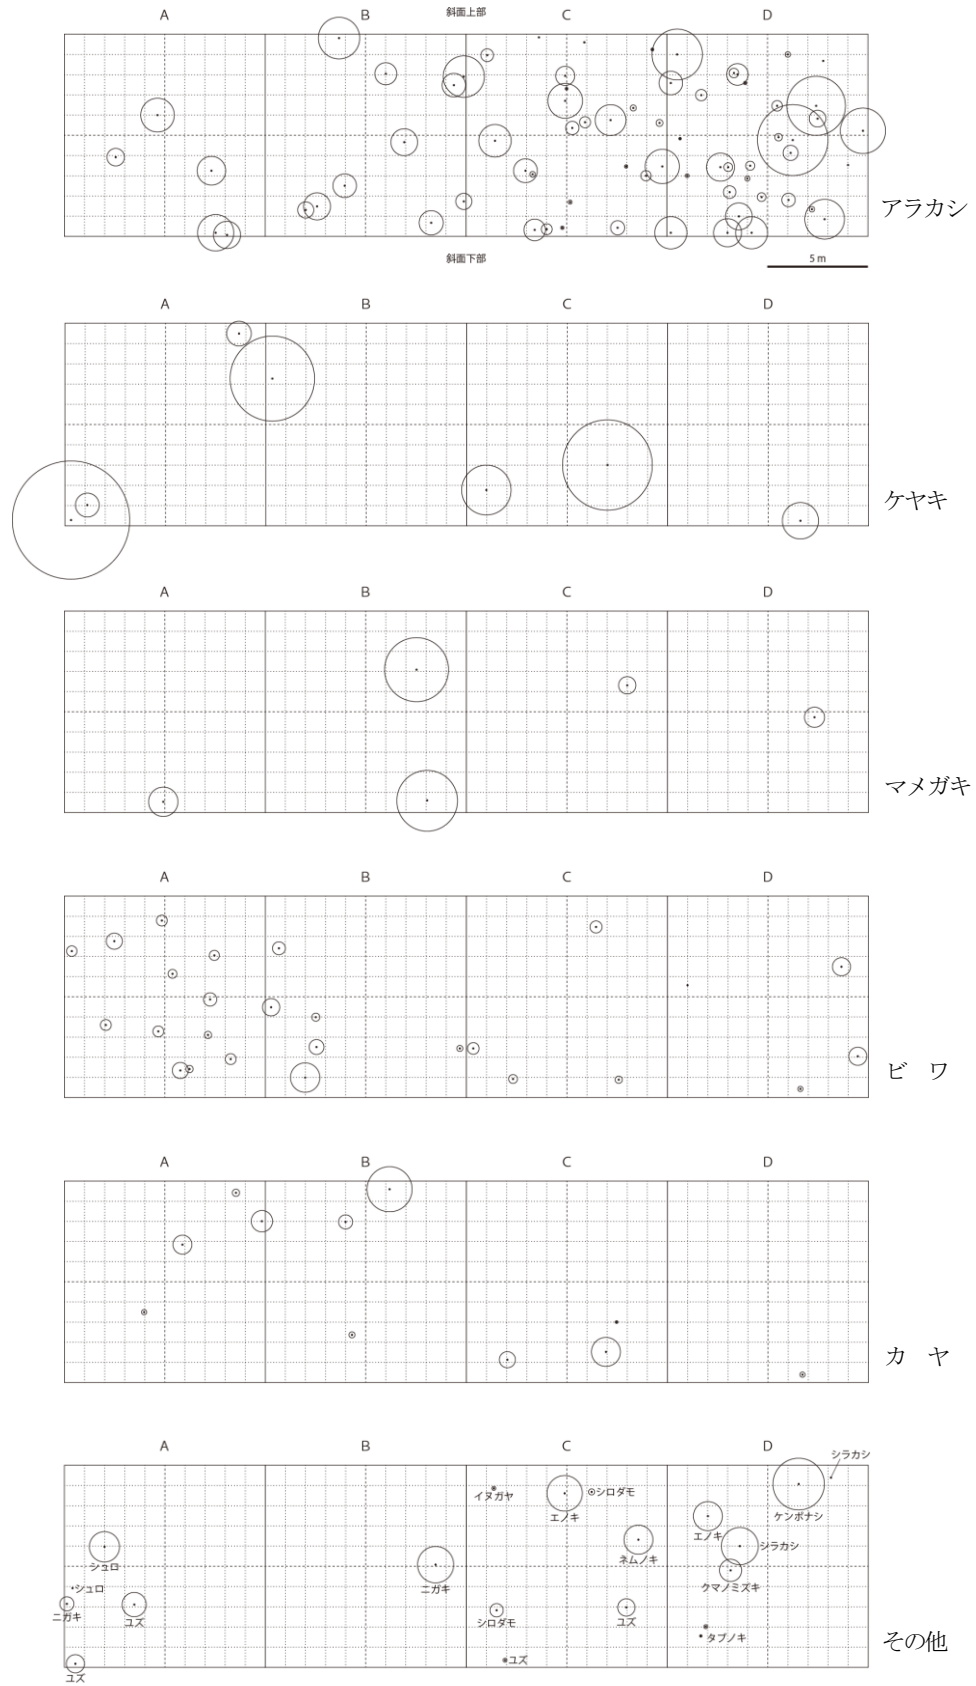 斜面上部
A B C D
アラカシ
斜面下部
5 m
A B C D
ケヤキ
A B C D
マメガキ
A B C D
ビ ワ
A B C D
カ ヤ
A B C D
シラカシ
イヌガヤ
シロダモ
エノキ
ケンポナシ
エノキ
シラカシ
ネムノキ
シュロ
クマノミズキ
シュロ
ニガキ
ニガキ
ユズ
シロダモ
ユズ
タブノキ
その他
ユズ
ユズ